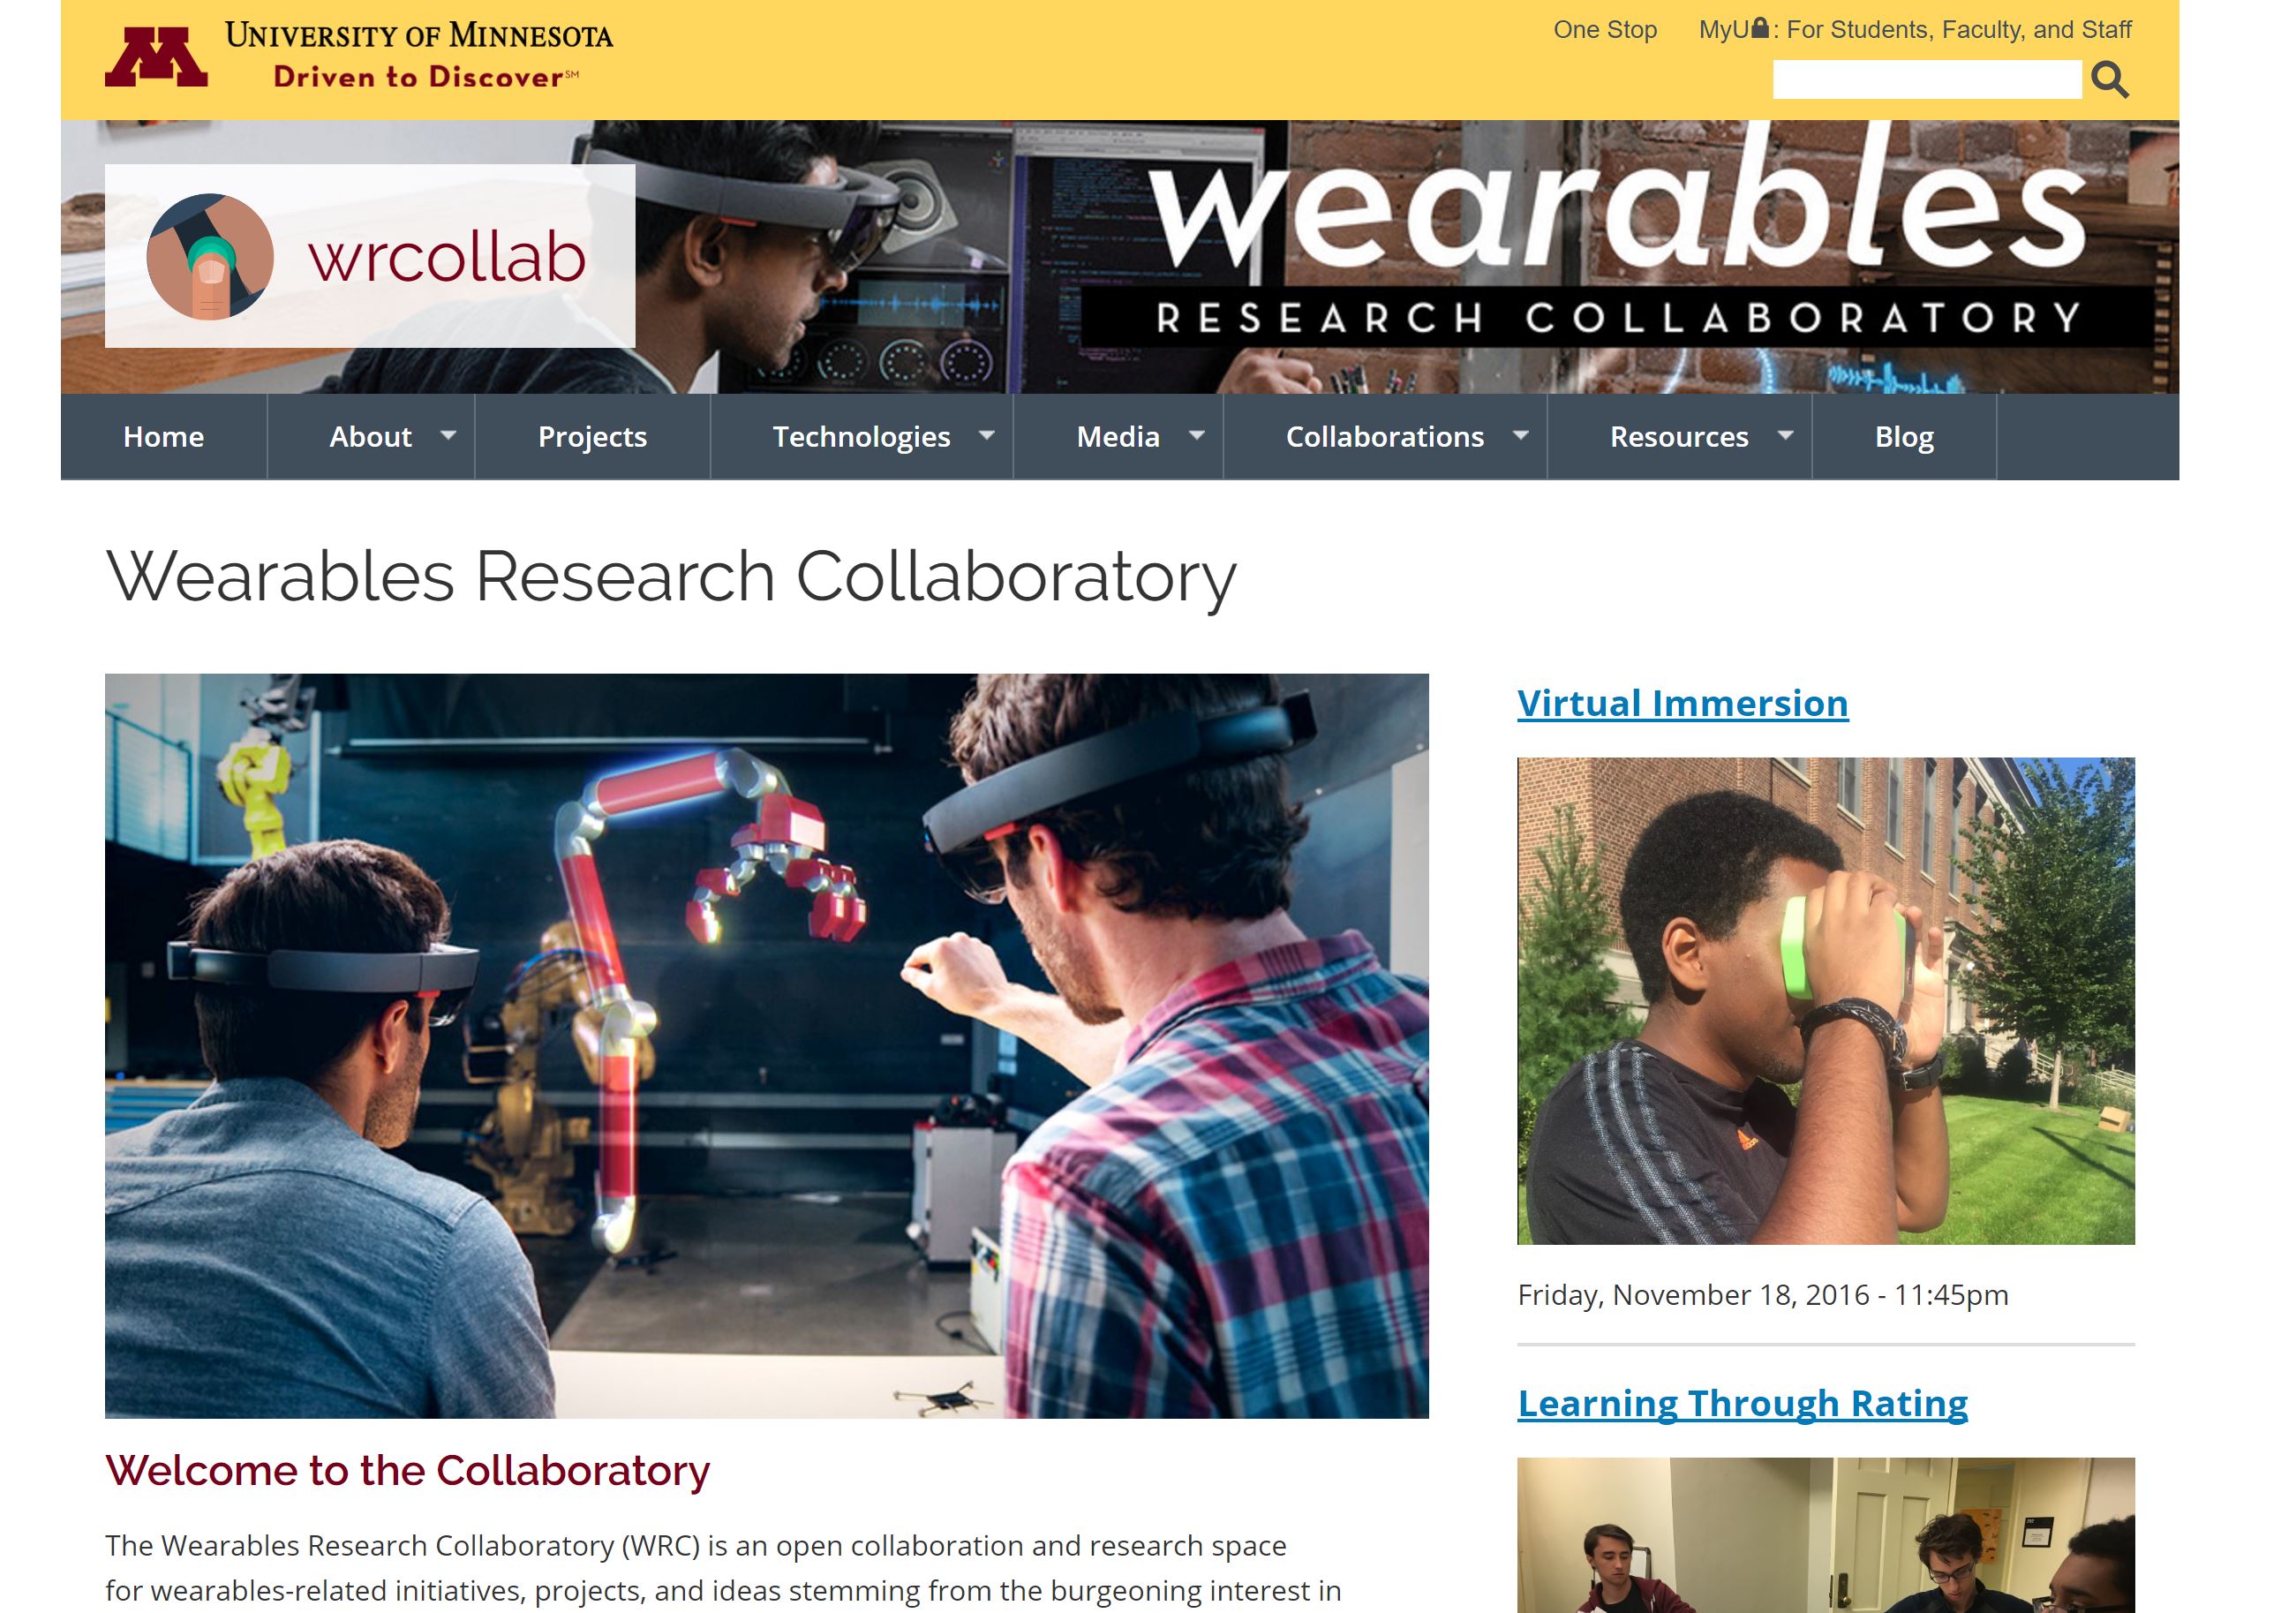 UNIVERSITY OF MINNESOTA
Driven to Discover℠
One Stop
MyU : For Students, Faculty, and Staff
wrcollab
wearables
RESEARCH COLLABORATORY
Home
About
Projects
Technologies
Media
Collaborations
Resources
Blog
Wearables Research Collaboratory
Virtual Immersion
Friday, November 18, 2016 - 11:45pm
Learning Through Rating
Welcome to the Collaboratory
The Wearables Research Collaboratory (WRC) is an open collaboration and research space
for wearables-related initiatives, projects, and ideas stemming from the burgeoning interest in